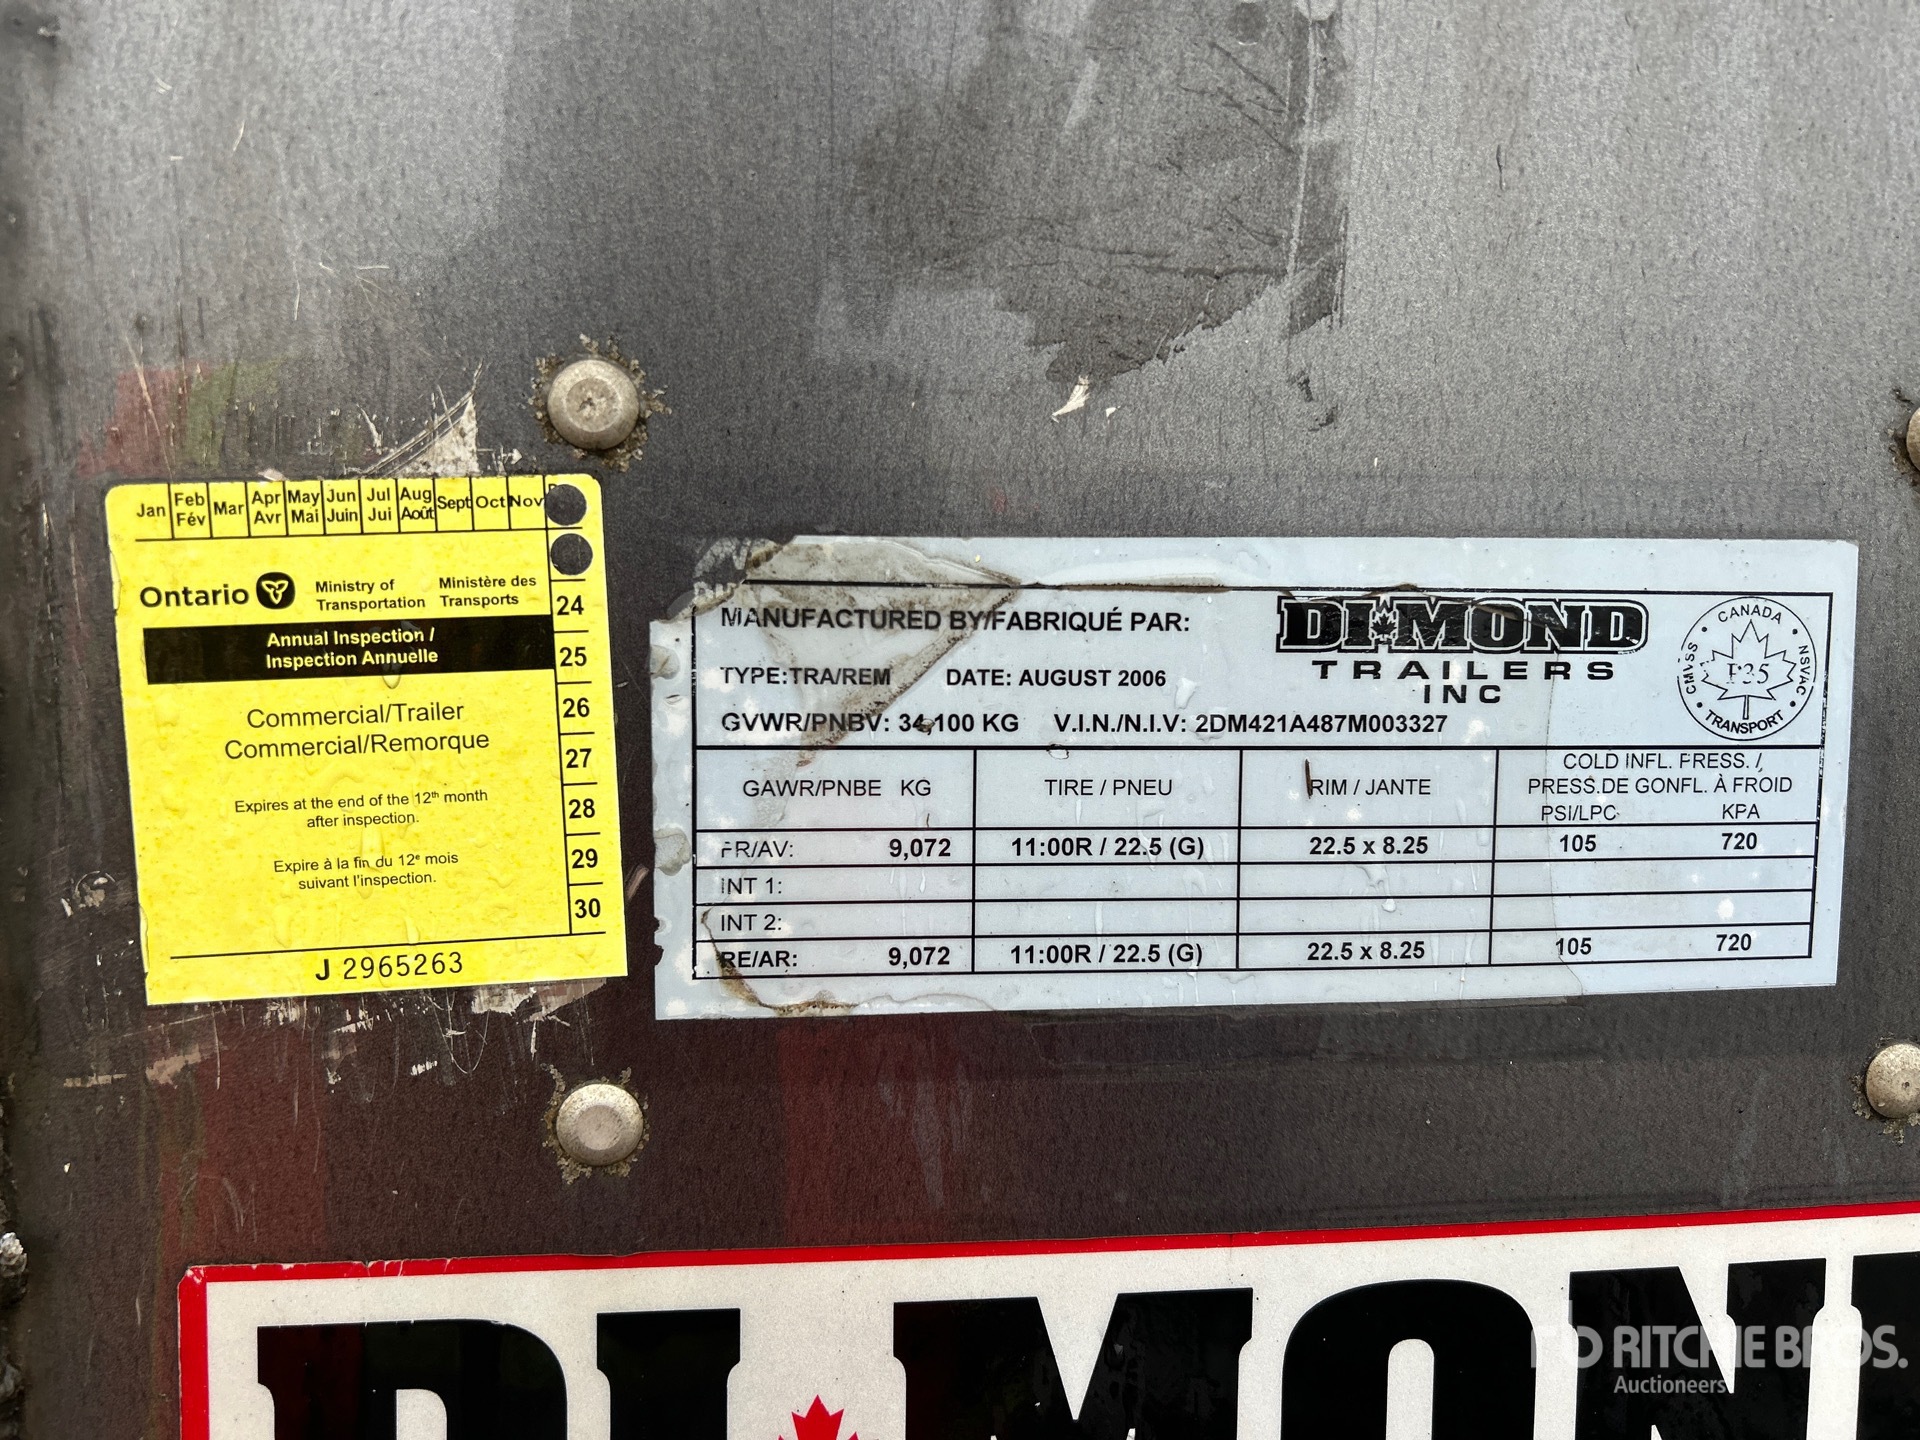 Jan Feb Fév Mar Apr Avr May Mai Jun Juin Jul Jui Aug Août Sept Oct Nov
Ontario Ministry of Transportation Ministère des Transports
24
Annual Inspection /
Inspection Annuelle
25
Commercial/Trailer
Commercial/Remorque
26
27
Expires at the end of the 12th month
after inspection.
28
Expire à la fin du 12e mois
suivant l'inspection.
29
30
J 2965263
MANUFACTURED BY/FABRIQUÉ PAR:
DI-MOND
TRAILERS
INC
CANADA
CMVSS NSVAC
P35
TRANSPORT
TYPE:TRA/REM DATE: AUGUST 2006
GVWR/PNBV: 34,100 KG V.I.N./N.I.V: 2DM421A487M003327
GAWR/PNBE KG TIRE / PNEU RIM / JANTE COLD INFL. PRESS. /
PRESS.DE GONFL. À FROID
PSI/LPC KPA
FR/AV: 9,072 11:00R / 22.5 (G) 22.5 x 8.25 105 720
INT 1:
INT 2:
RE/AR: 9,072 11:00R / 22.5 (G) 22.5 x 8.25 105 720
DI-MON
RITCHIE BROS.
Auctioneers